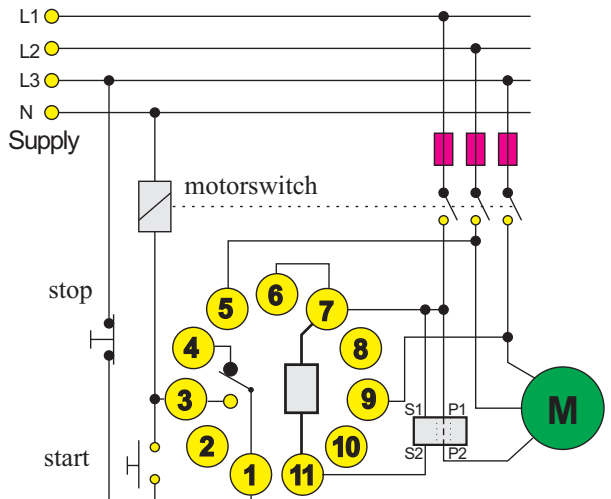 L1
L2
L3
N
Supply
motorswitch
stop
start
6
5
7
4
8
3
9
2
10
1
11
S1 P1
S2 P2
M